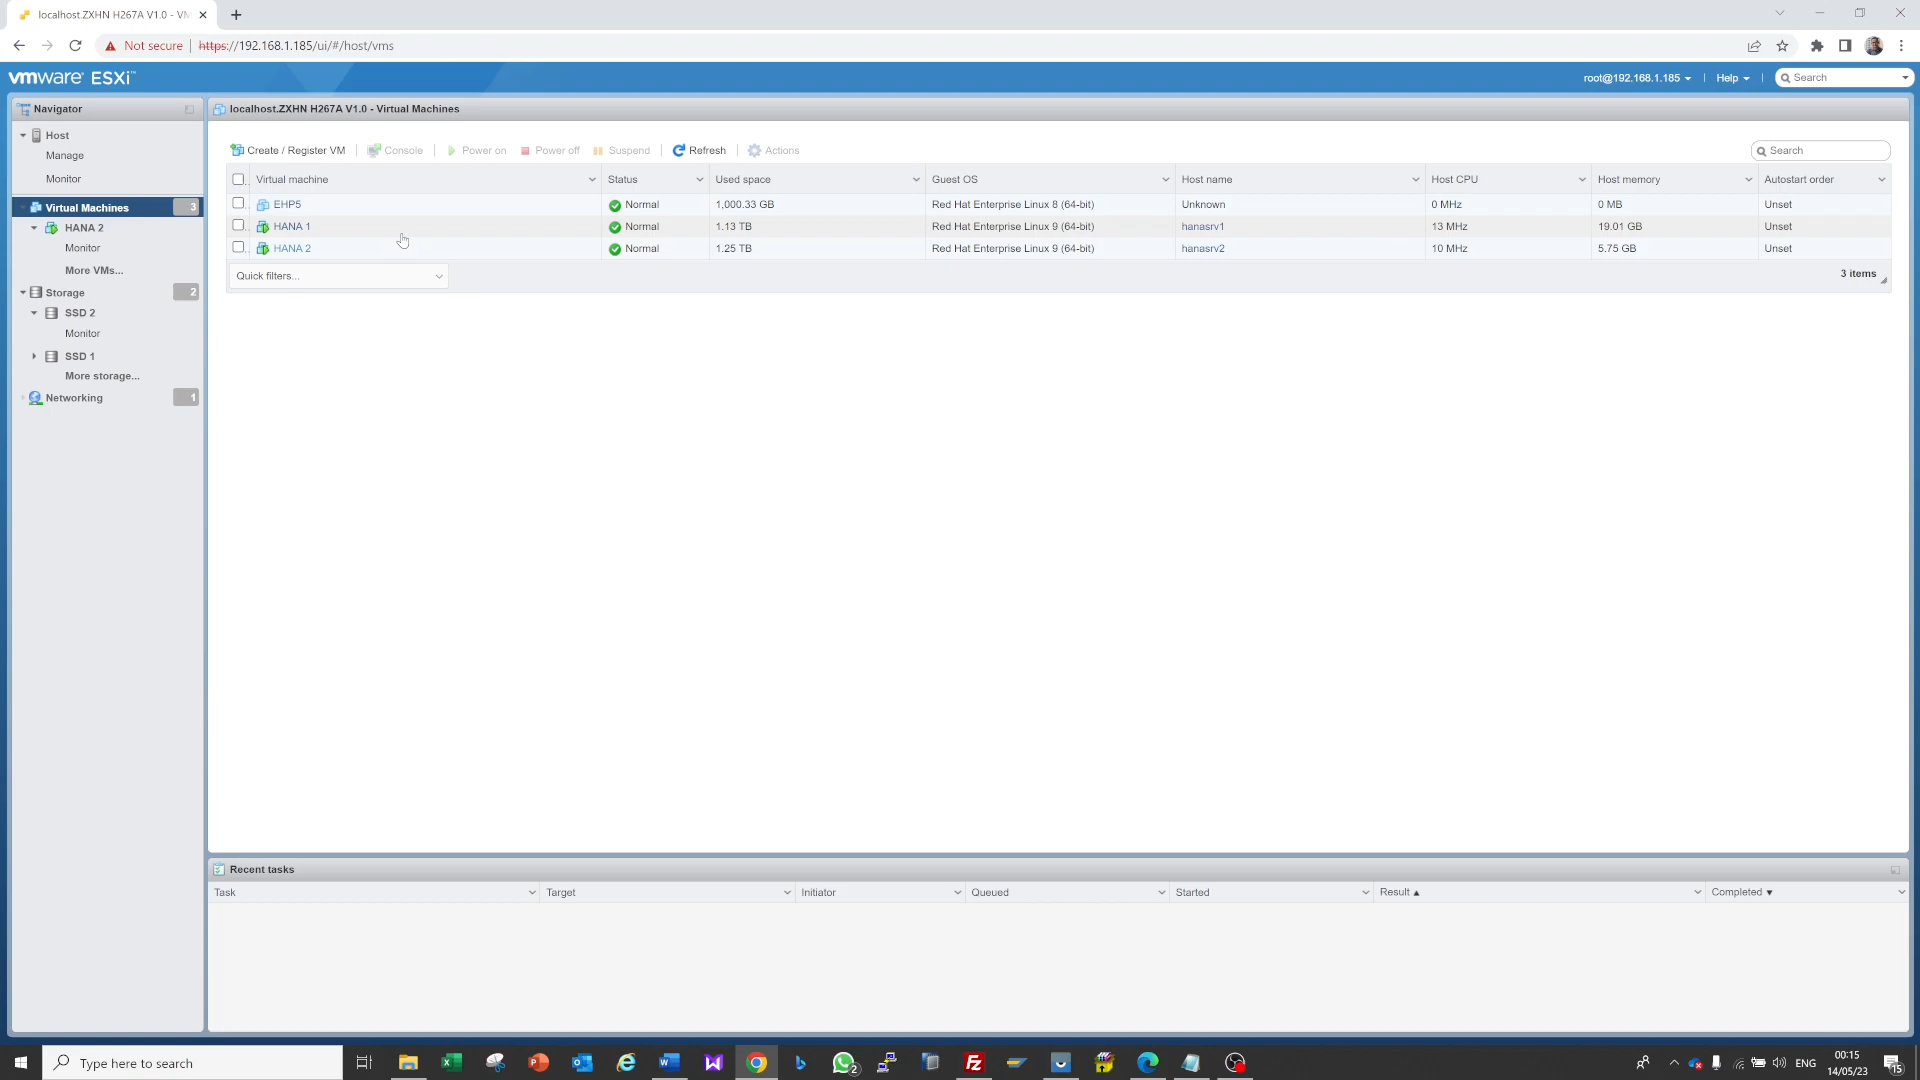 localhost.ZXHN H267A V1.0 - VM
Not secure https://192.168.1.185/ui/#/host/vms
vmware ESXi™
root@192.168.1.185 Help Search
Navigator
Host
Manage
Monitor
Virtual Machines 3
HANA 2
Monitor
More VMs...
Storage 2
SSD 2
Monitor
SSD 1
More storage...
Networking 1
localhost.ZXHN H267A V1.0 - Virtual Machines
Create / Register VM Console Power on Power off Suspend Refresh Actions Search
Virtual machine Status Used space Guest OS Host name Host CPU Host memory Autostart order
EHP5 Normal 1,000.33 GB Red Hat Enterprise Linux 8 (64-bit) Unknown 0 MHz 0 MB Unset
HANA 1 Normal 1.13 TB Red Hat Enterprise Linux 9 (64-bit) hanasrv1 13 MHz 19.01 GB Unset
HANA 2 Normal 1.25 TB Red Hat Enterprise Linux 9 (64-bit) hanasrv2 10 MHz 5.75 GB Unset
Quick filters... 3 items
Recent tasks
Task Target Initiator Queued Started Result Completed
Type here to search
2
ENG
00:15
14/05/23
15